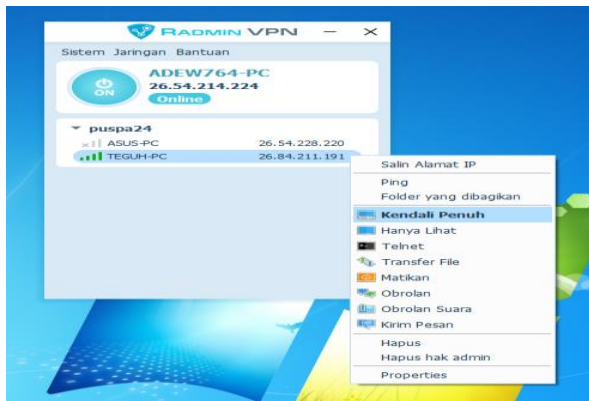 RADMIN VPN
Sistem Jaringan Bantuan
ADEW764-PC
26.54.214.224
ON
Online
puspa24
ASUS-PC 26.54.228.220
TEGUH-PC 26.84.211.191
Salin Alamat IP
Ping
Folder yang dibagikan
Kendali Penuh
Hanya Lihat
Telnet
Transfer File
Matikan
Obrolan
Obrolan Suara
Kirim Pesan
Hapus
Hapus hak admin
Properties